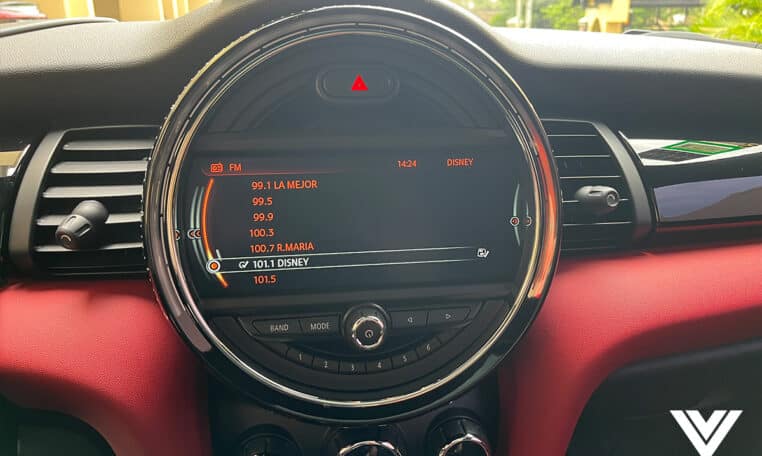 FM 14:24 DISNEY
99.1 LA MEJOR
99.5
99.9
100.3
100.7 R.MARIA
101.1 DISNEY
101.5
BAND MODE
1 2 3 4 5 6